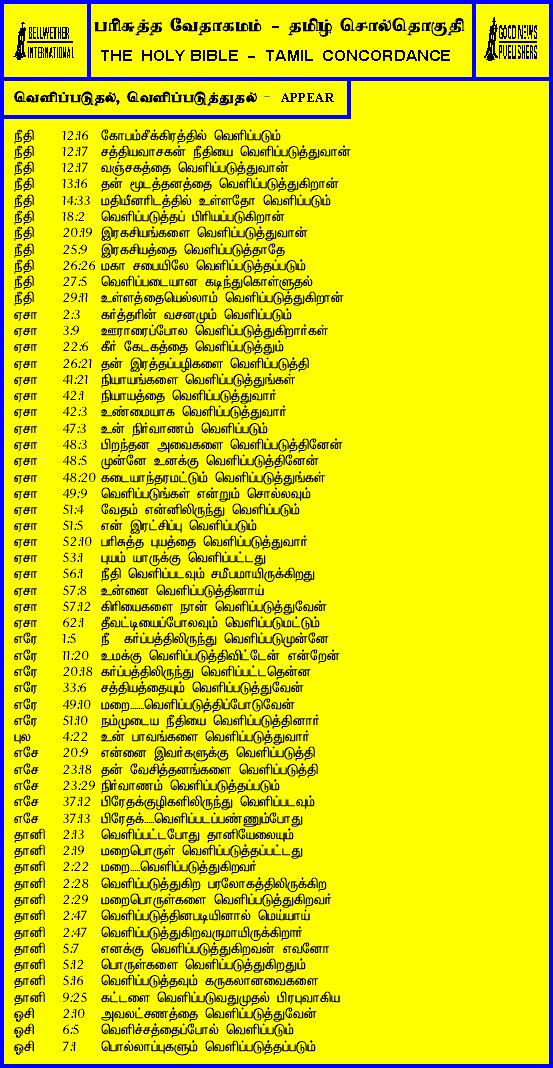 BELLWETHER
INTERNATIONAL
பரிசுத்த வேதாகமம் - தமிழ் சொல்தொகுதி
THE HOLY BIBLE - TAMIL CONCORDANCE
GOOD NEWS
PUBLISHERS
வெளிப்படுதல், வெளிப்படுத்துதல் - APPEAR
நீதி 12:16 கோபம்சீக்கிரத்தில் வெளிப்படும்
நீதி 12:17 சத்தியவாசகன் நீதியை வெளிப்படுத்துவான்
நீதி 12:17 வஞ்சகத்தை வெளிப்படுத்துவான்
நீதி 13:16 தன் மூடத்தனத்தை வெளிப்படுத்துகிறான்
நீதி 14:33 மதியீனரிடத்தில் உள்ளதோ வெளிப்படும்
நீதி 18:2 வெளிப்படுத்தப் பிரியப்படுகிறான்
நீதி 20:19 இரகசியங்களை வெளிப்படுத்துவான்
நீதி 25:9 இரகசியத்தை வெளிப்படுத்தாதே
நீதி 26:26 மகா சபையிலே வெளிப்படுத்தப்படும்
நீதி 27:5 வெளிப்படையான கடிந்துகொள்ளுதல்
நீதி 29:11 உள்ளத்தையெல்லாம் வெளிப்படுத்துகிறான்
ஏசா 2:3 கர்த்தரின் வசனமும் வெளிப்படும்
ஏசா 3:9 ஊராரைப்போல வெளிப்படுத்துகிறார்கள்
ஏசா 22:6 கீர் கேடகத்தை வெளிப்படுத்தும்
ஏசா 26:21 தன் இரத்தப்பழிகளை வெளிப்படுத்தி
ஏசா 41:21 நியாயங்களை வெளிப்படுத்துங்கள்
ஏசா 42:1 நியாயத்தை வெளிப்படுத்துவார்
ஏசா 42:3 உண்மையாக வெளிப்படுத்துவார்
ஏசா 47:3 உன் நிர்வாணம் வெளிப்படும்
ஏசா 48:3 பிறந்தன அவைகளை வெளிப்படுத்தினேன்
ஏசா 48:5 முன்னே உனக்கு வெளிப்படுத்தினேன்
ஏசா 48:20 கடையாந்தரமட்டும் வெளிப்படுத்துங்கள்
ஏசா 49:9 வெளிப்படுங்கள் என்றும் சொல்லவும்
ஏசா 51:4 வேதம் என்னிலிருந்து வெளிப்படும்
ஏசா 51:5 என் இரட்சிப்பு வெளிப்படும்
ஏசா 52:10 பரிசுத்த புயத்தை வெளிப்படுத்துவார்
ஏசா 53:1 புயம் யாருக்கு வெளிப்பட்டது
ஏசா 56:1 நீதி வெளிப்படவும் சமீபமாயிருக்கிறது
ஏசா 57:8 உன்னை வெளிப்படுத்தினாய்
ஏசா 57:12 கிரியைகளை நான் வெளிப்படுத்துவேன்
ஏசா 62:1 தீவட்டியைப்போலவும் வெளிப்படுமட்டும்
எரே 1:5 நீ கர்ப்பத்திலிருந்து வெளிப்படுமுன்னே
எரே 11:20 உமக்கு வெளிப்படுத்திவிட்டேன் என்றேன்
எரே 20:18 கர்ப்பத்திலிருந்து வெளிப்பட்டதென்ன
எரே 33:6 சத்தியத்தையும் வெளிப்படுத்துவேன்
எரே 49:10 மறை.....வெளிப்படுத்திப்போடுவேன்
எரே 51:10 நம்முடைய நீதியை வெளிப்படுத்தினார்
புல 4:22 உன் பாவங்களை வெளிப்படுத்துவார்
எசே 20:9 என்னை இவர்களுக்கு வெளிப்படுத்தி
எசே 23:18 தன் வேசித்தனங்களை வெளிப்படுத்தி
எசே 23:29 நிர்வாணம் வெளிப்படுத்தப்படும்
எசே 37:12 பிரேதக்குழிகளிலிருந்து வெளிப்படவும்
எசே 37:13 பிரேதக்.....வெளிப்படப்பண்ணும்போது
தானி 2:13 வெளிப்பட்டபோது தானியேலையும்
தானி 2:19 மறைபொருள் வெளிப்படுத்தப்பட்டது
தானி 2:22 மறை.....வெளிப்படுத்துகிறவர்
தானி 2:28 வெளிப்படுத்துகிற பரலோகத்திலிருக்கிற
தானி 2:29 மறைபொருள்களை வெளிப்படுத்துகிறவர்
தானி 2:47 வெளிப்படுத்தினபடியினால் மெய்யாய்
தானி 2:47 வெளிப்படுத்துகிறவருமாயிருக்கிறார்
தானி 5:7 எனக்கு வெளிப்படுத்துகிறவன் எவனோ
தானி 5:12 பொருள்களை வெளிப்படுத்துகிறதும்
தானி 5:16 வெளிப்படுத்தவும் கருகலானவைகளை
தானி 9:25 கட்டளை வெளிப்படுவதுமுதல் பிரபுவாகிய
ஓசி 2:10 அவலட்சணத்தை வெளிப்படுத்துவேன்
ஓசி 6:5 வெளிச்சத்தைப்போல் வெளிப்படும்
ஓசி 7:1 பொல்லாப்புகளும் வெளிப்படுத்தப்படும்